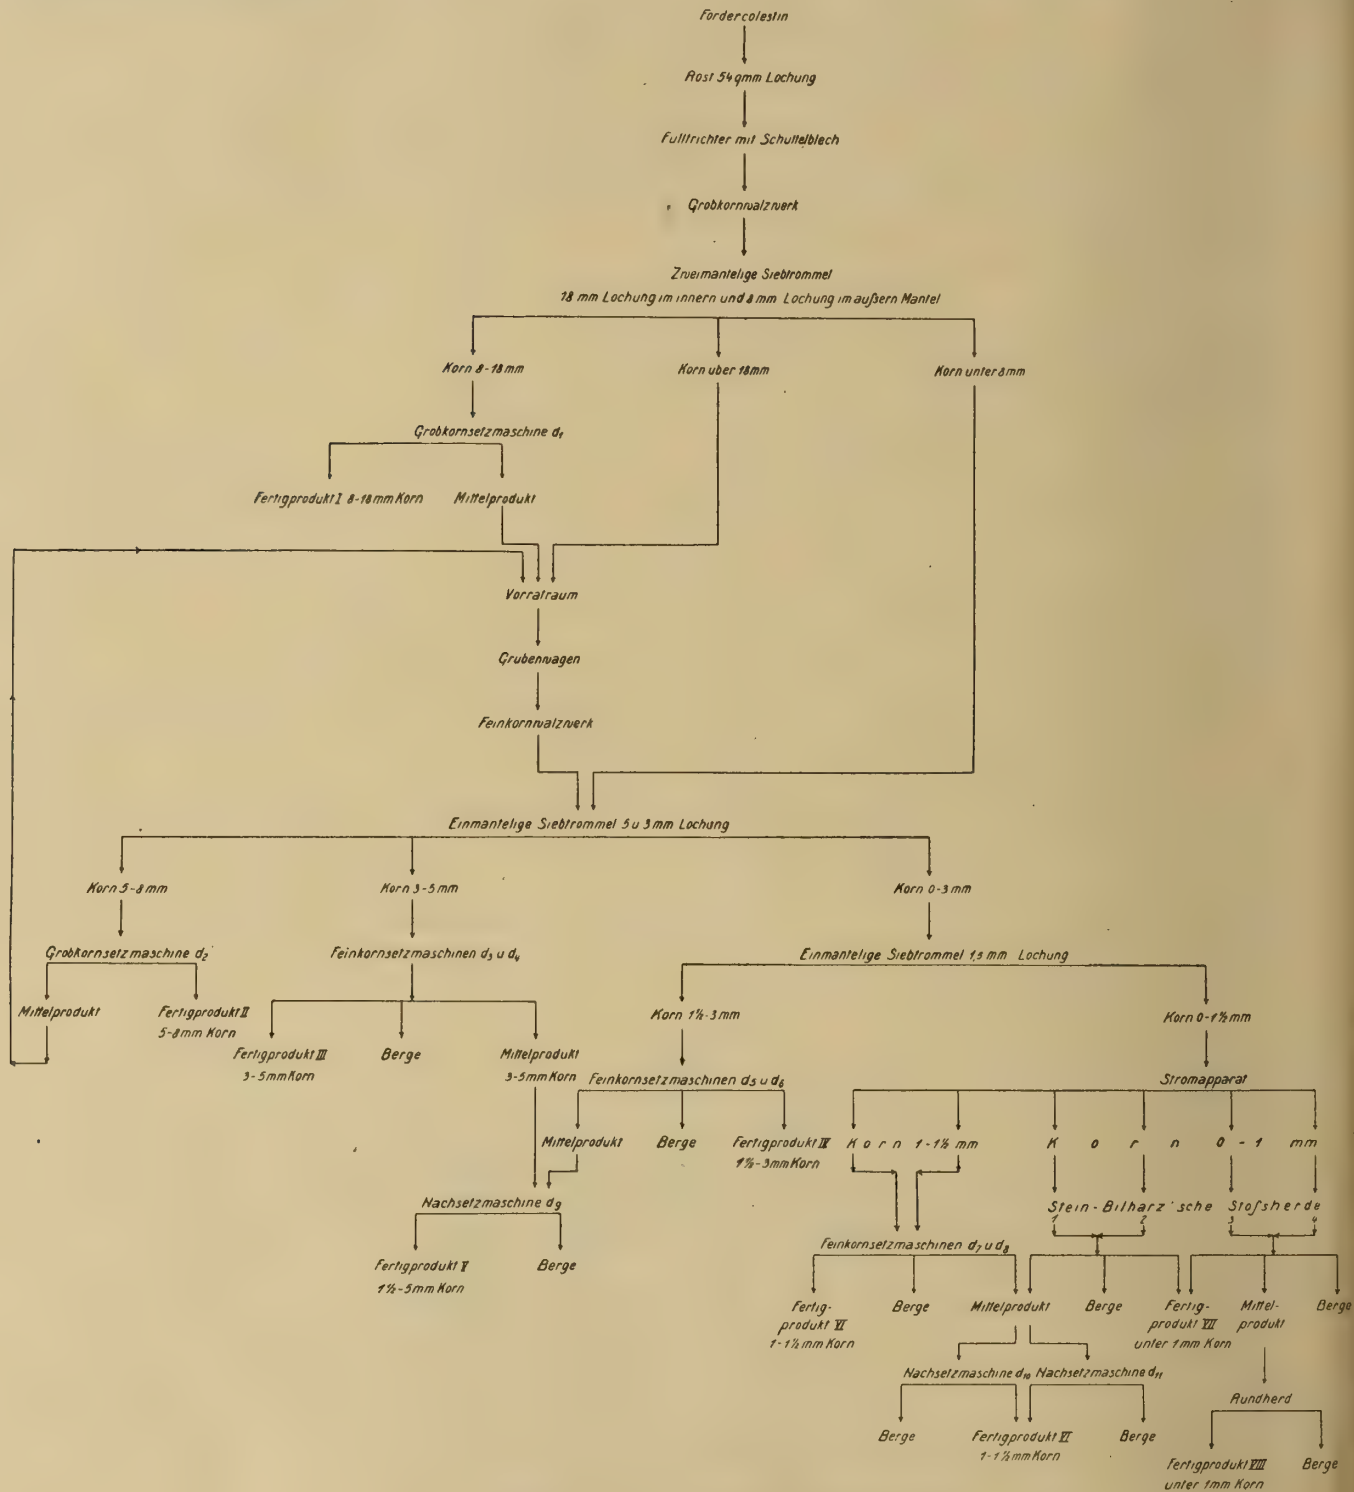 Fördercölestin
Rost 54 qmm Lochung
Fülltrichter mit Schüttelblech
Grobkornwalzwerk
Zweimantelige Siebtrommel
18 mm Lochung im innern und 8 mm Lochung im äußern Mantel
Korn 8-18 mm
Korn über 18 mm
Korn unter 8 mm
Grobkornsetzmaschine d₁
Fertigprodukt I 8-18 mm Korn
Mittelprodukt
Vorratraum
Grubenwagen
Feinkornwalzwerk
Einmantelige Siebtrommel 5 u 3 mm Lochung
Korn 5-8 mm
Korn 3-5 mm
Korn 0-3 mm
Grobkornsetzmaschine d₂
Feinkornsetzmaschinen d₃ u d₄
Einmantelige Siebtrommel 1,5 mm Lochung
Mittelprodukt
Fertigprodukt II
5-8 mm Korn
Korn 1½-3 mm
Korn 0-1½ mm
Fertigprodukt III
3-5 mm Korn
Berge
Mittelprodukt
3-5 mm Korn
Feinkornsetzmaschinen d₅ u d₆
Stromapparat
Mittelprodukt
Berge
Fertigprodukt IV
1½-3 mm Korn
Korn 1-1½ mm
Korn 0-1 mm
Nachsetzmaschine d₉
Stein-Bilharz'sche Stoßherde
1 2 3 4
Fertigprodukt V
1½-5 mm Korn
Berge
Feinkornsetzmaschinen d₇ u d₈
Fertig-
produkt VI
1-1½ mm Korn
Berge
Mittelprodukt
Berge
Fertig-
produkt VII
unter 1 mm Korn
Mittel-
produkt
Berge
Nachsetzmaschine d₁₀
Nachsetzmaschine d₁₁
Rundherd
Berge
Fertigprodukt VI
1-1½ mm Korn
Berge
Fertigprodukt VIII
unter 1 mm Korn
Berge